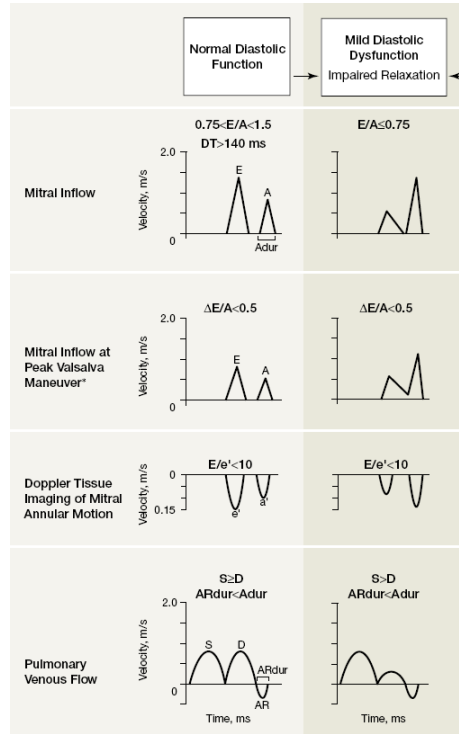 Normal Diastolic
Function
Mild Diastolic
Dysfunction
Impaired Relaxation
0.75<E/A<1.5
DT>140 ms
E/A≤0.75
Mitral Inflow
Velocity, m/s
2.0
0
E
A
Adur
ΔE/A<0.5
ΔE/A<0.5
Mitral Inflow at
Peak Valsalva
Maneuver*
Velocity, m/s
2.0
0
E
A
E/e'<10
E/e'<10
Doppler Tissue
Imaging of Mitral
Annular Motion
Velocity, m/s
0
0.15
e'
a'
S≥D
ARdur<Adur
S>D
ARdur<Adur
Pulmonary
Venous Flow
Velocity, m/s
2.0
0
S
D
ARdur
AR
Time, ms
Time, ms